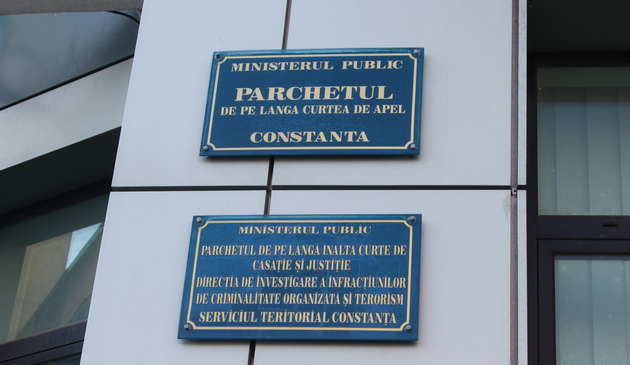 MINISTERUL PUBLIC
PARCHETUL
DE PE LANGA CURTEA DE APEL
CONSTANTA
MINISTERUL PUBLIC
PARCHETUL DE PE LANGĂ INALTA CURTE DE
CASAȚIE ȘI JUSTIȚIE
DIRECȚIA DE INVESTIGARE A INFRACȚIUNILOR
DE CRIMINALITATE ORGANIZATĂ ȘI TERORISM
SERVICIUL TERITORIAL CONSTANȚA